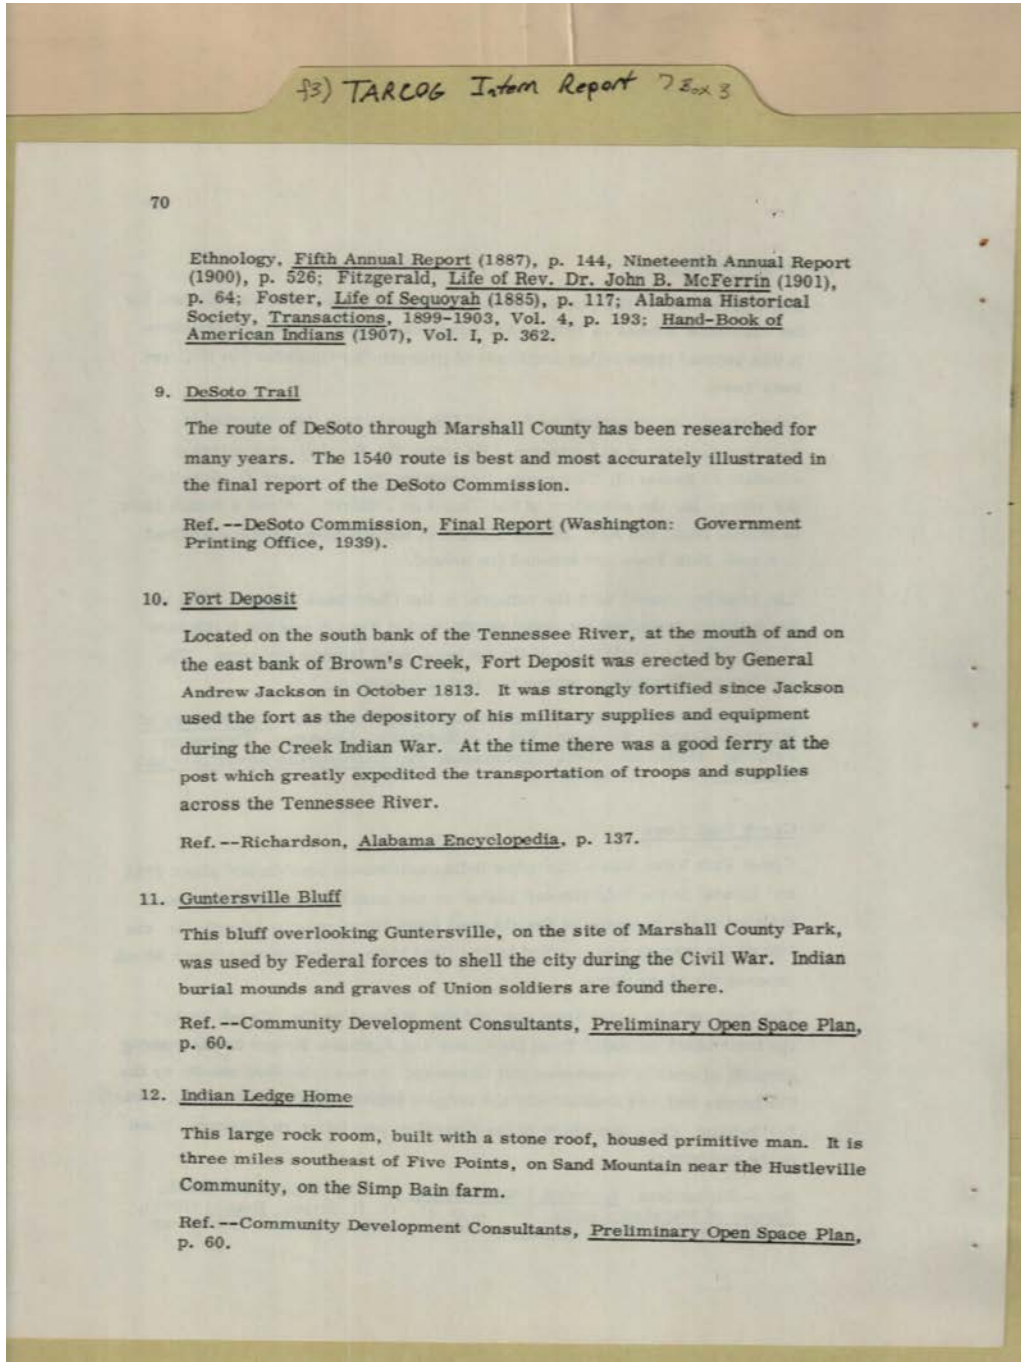 f3) TARCOG Intern Report Box 3
70
Ethnology, Fifth Annual Report (1887), p. 144, Nineteenth Annual Report
(1900), p. 526; Fitzgerald, Life of Rev. Dr. John B. McFerrin (1901),
p. 64; Foster, Life of Sequoyah (1885), p. 117; Alabama Historical
Society, Transactions, 1899-1903, Vol. 4, p. 193; Hand-Book of
American Indians (1907), Vol. I, p. 362.
9. DeSoto Trail
The route of DeSoto through Marshall County has been researched for
many years. The 1540 route is best and most accurately illustrated in
the final report of the DeSoto Commission.
Ref.--DeSoto Commission, Final Report (Washington: Government
Printing Office, 1939).
10. Fort Deposit
Located on the south bank of the Tennessee River, at the mouth of and on
the east bank of Brown's Creek, Fort Deposit was erected by General
Andrew Jackson in October 1813. It was strongly fortified since Jackson
used the fort as the depository of his military supplies and equipment
during the Creek Indian War. At the time there was a good ferry at the
post which greatly expedited the transportation of troops and supplies
across the Tennessee River.
Ref.--Richardson, Alabama Encyclopedia, p. 137.
11. Guntersville Bluff
This bluff overlooking Guntersville, on the site of Marshall County Park,
was used by Federal forces to shell the city during the Civil War. Indian
burial mounds and graves of Union soldiers are found there.
Ref.--Community Development Consultants, Preliminary Open Space Plan,
p. 60.
12. Indian Ledge Home
This large rock room, built with a stone roof, housed primitive man. It is
three miles southeast of Five Points, on Sand Mountain near the Hustleville
Community, on the Simp Bain farm.
Ref.--Community Development Consultants, Preliminary Open Space Plan,
p. 60.